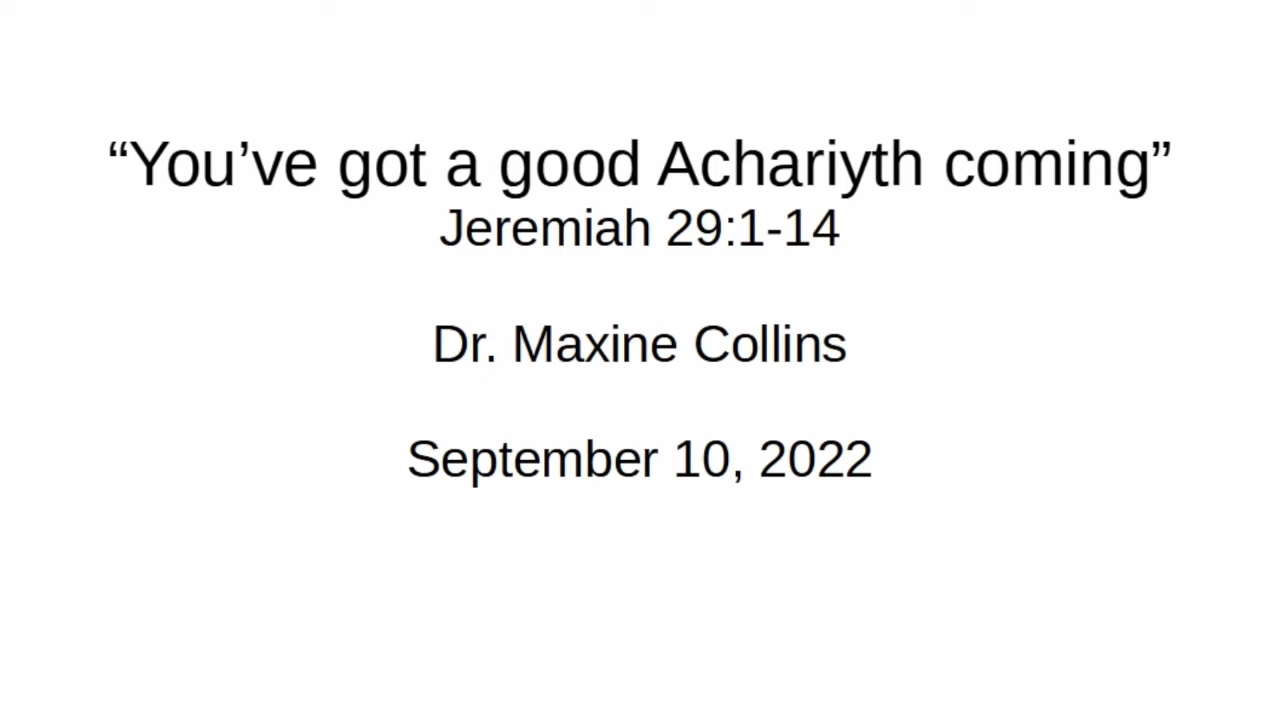 “You’ve got a good Achariyth coming”
Jeremiah 29:1-14
Dr. Maxine Collins
September 10, 2022